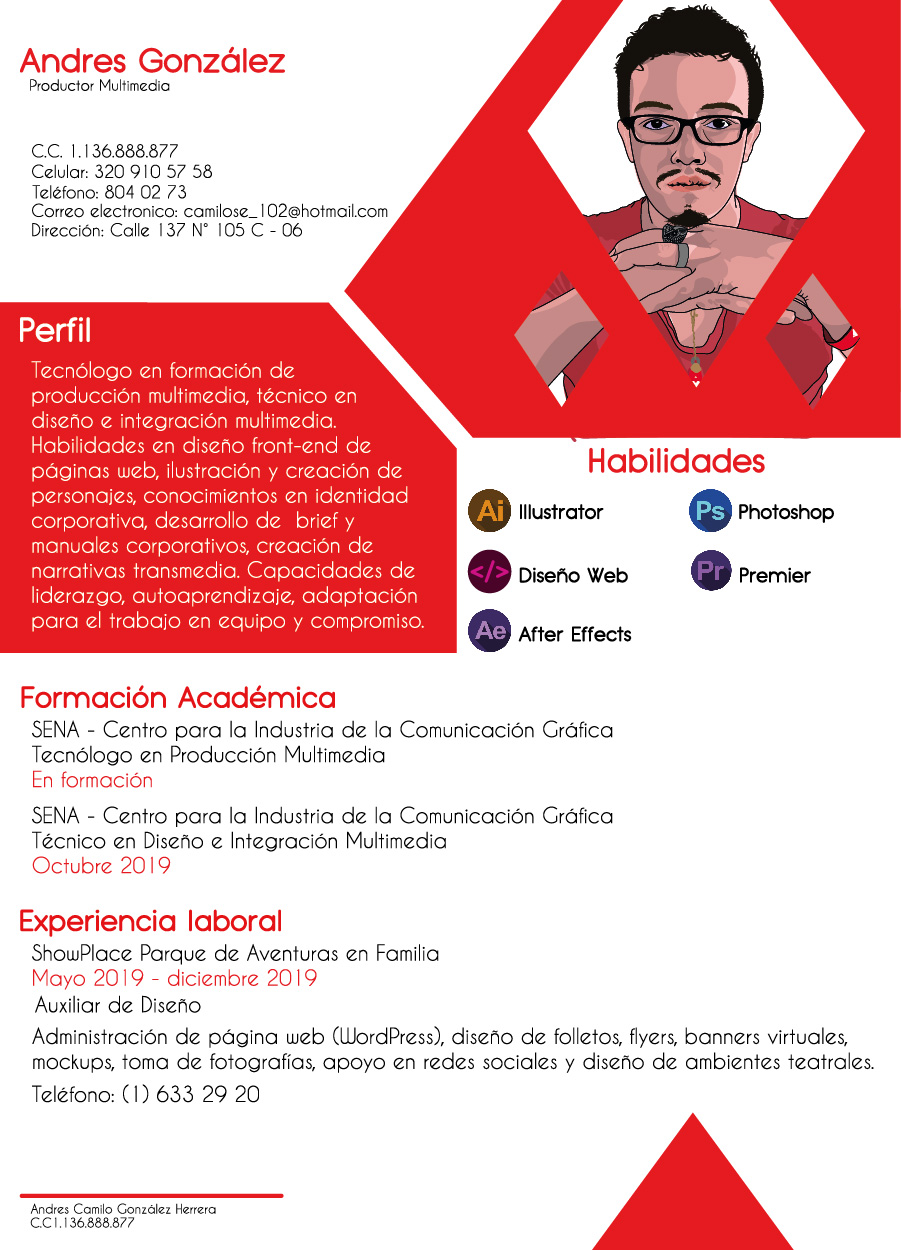 Andres González
Productor Multimedia
C.C. 1.136.888.877
Celular: 320 910 57 58
Teléfono: 804 02 73
Correo electronico: camilose_102@hotmail.com
Dirección: Calle 137 N° 105 C - 06
Perfil
Tecnólogo en formación de
producción multimedia, técnico en
diseño e integración multimedia.
Habilidades en diseño front-end de
páginas web, ilustración y creación de
personajes, conocimientos en identidad
corporativa, desarrollo de brief y
manuales corporativos, creación de
narrativas transmedia. Capacidades de
liderazgo, autoaprendizaje, adaptación
para el trabajo en equipo y compromiso.
Habilidades
Ai Illustrator
Ps Photoshop
</> Diseño Web
Pr Premier
Ae After Effects
Formación Académica
SENA - Centro para la Industria de la Comunicación Gráfica
Tecnólogo en Producción Multimedia
En formación
SENA - Centro para la Industria de la Comunicación Gráfica
Técnico en Diseño e Integración Multimedia
Octubre 2019
Experiencia laboral
ShowPlace Parque de Aventuras en Familia
Mayo 2019 - diciembre 2019
Auxiliar de Diseño
Administración de página web (WordPress), diseño de folletos, flyers, banners virtuales,
mockups, toma de fotografías, apoyo en redes sociales y diseño de ambientes teatrales.
Teléfono: (1) 633 29 20
Andres Camilo González Herrera
C.C1.136.888.877